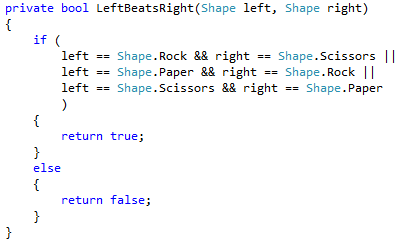 private bool LeftBeatsRight(Shape left, Shape right)
{
    if (
        left == Shape.Rock && right == Shape.Scissors ||
        left == Shape.Paper && right == Shape.Rock ||
        left == Shape.Scissors && right == Shape.Paper
        )
    {
        return true;
    }
    else
    {
        return false;
    }
}